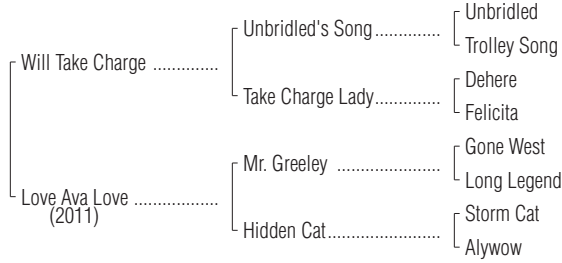 Unbridled
Unbridled's Song..............
Trolley Song
Will Take Charge ..............
Dehere
Take Charge Lady..............
Felicita
Gone West
Mr. Greeley ......................
Long Legend
Love Ava Love ..................
(2011)
Storm Cat
Hidden Cat........................
Alywow